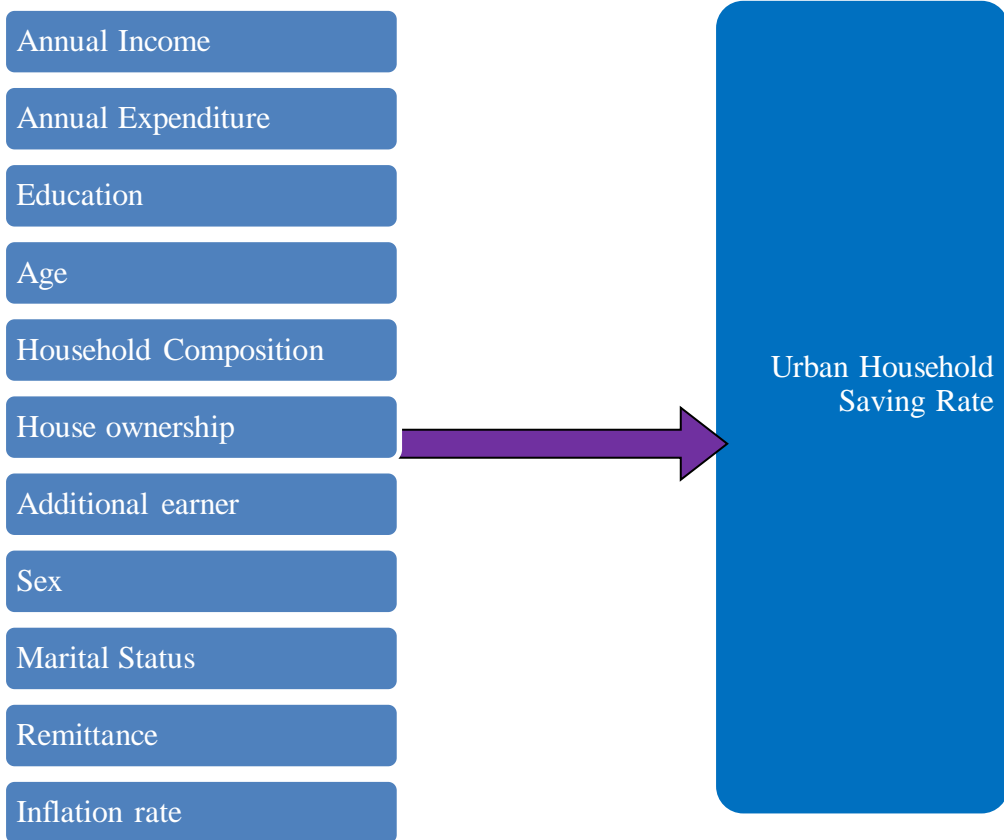 Annual Income
Annual Expenditure
Education
Age
Household Composition
House ownership
Additional earner
Sex
Marital Status
Remittance
Inflation rate
Urban Household
Saving Rate